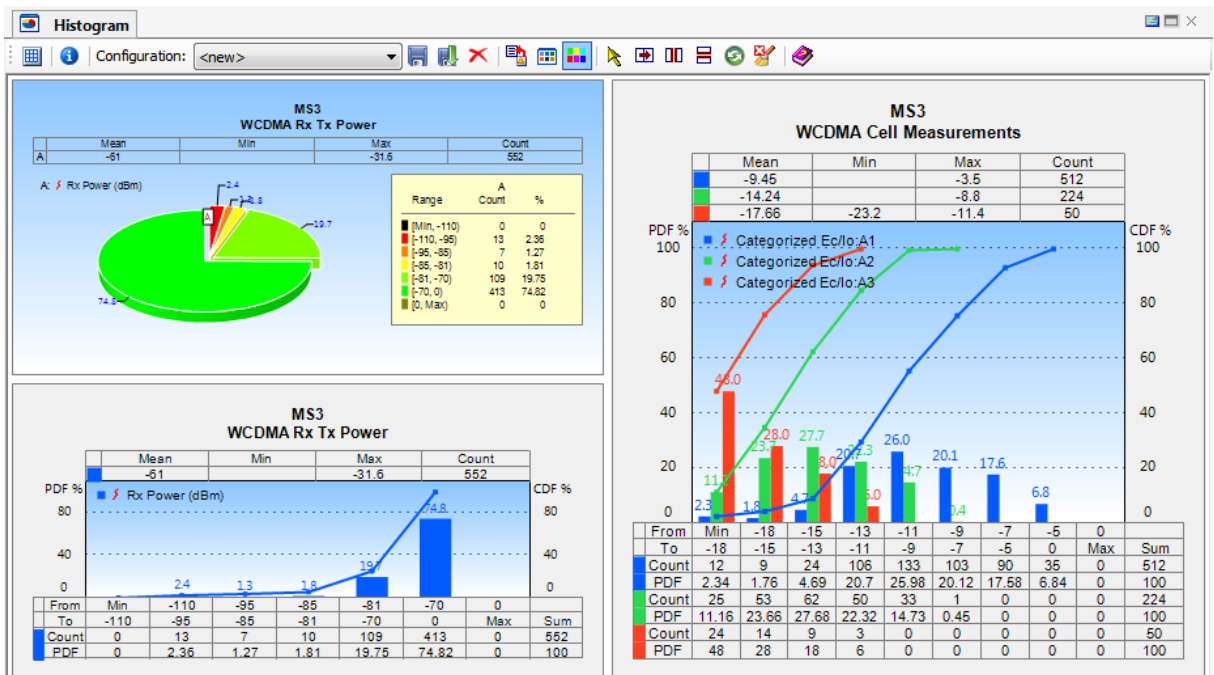 Histogram
Configuration: <new>
MS3
WCDMA Rx Tx Power
Mean Min Max Count
A -61 -31.6 552
A: Rx Power (dBm)
A
2.4
1.8
19.7
74.8
A
Range Count %
[Min, -110) 0 0
[-110, -95) 13 2.36
[-95, -85) 7 1.27
[-85, -81) 10 1.81
[-81, -70) 109 19.75
[-70, 0) 413 74.82
[0, Max) 0 0
MS3
WCDMA Rx Tx Power
Mean Min Max Count
-61 -31.6 552
PDF % CDF %
Rx Power (dBm)
80 80
40 40
0 0
2.4 1.3 1.8 19.7 74.8
From Min -110 -95 -85 -81 -70 0
To -110 -95 -85 -81 -70 0 Max Sum
Count 0 13 7 10 109 413 0 552
PDF 0 2.36 1.27 1.81 19.75 74.82 0 100
MS3
WCDMA Cell Measurements
Mean Min Max Count
-9.45 -3.5 512
-14.24 -8.8 224
-17.66 -23.2 -11.4 50
PDF % CDF %
100 100
Categorized Ec/Io:A1
Categorized Ec/Io:A2
Categorized Ec/Io:A3
80 80
60 60
40 40
20 20
0 0
48.0
28.0 27.7 26.0
20.1 17.6
6.8
2.3 1.8
From Min -18 -15 -13 -11 -9 -7 -5 0
To -18 -15 -13 -11 -9 -7 -5 0 Max Sum
Count 12 9 24 106 133 103 90 35 0 512
PDF 2.34 1.76 4.69 20.7 25.98 20.12 17.58 6.84 0 100
Count 25 53 62 50 33 1 0 0 0 224
PDF 11.16 23.66 27.68 22.32 14.73 0.45 0 0 0 100
Count 24 14 9 3 0 0 0 0 0 50
PDF 48 28 18 6 0 0 0 0 0 100